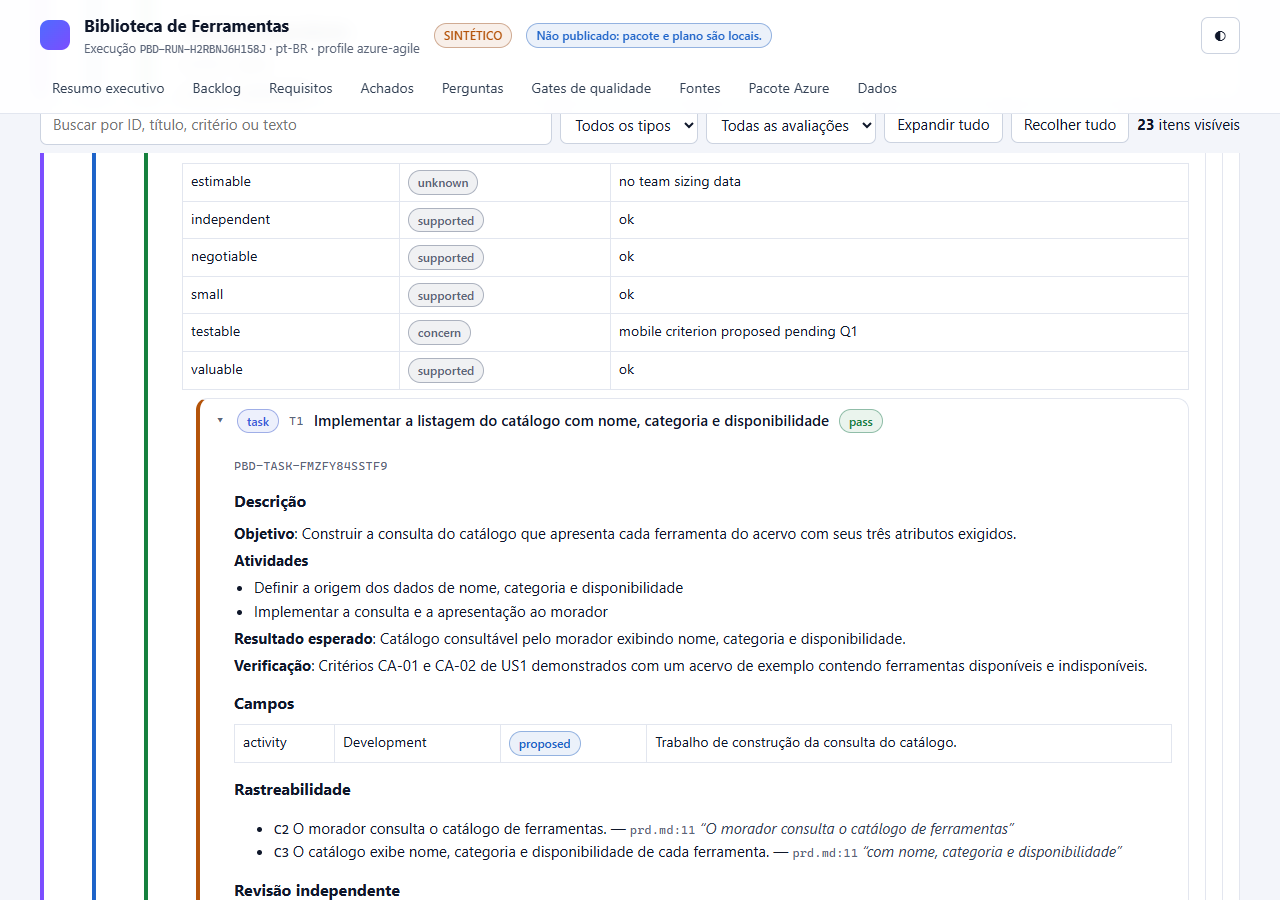 Biblioteca de Ferramentas
Execução PBD-RUN-H2RBNJ6H158J · pt-BR · profile azure-agile
SINTÉTICO
Não publicado: pacote e plano são locais.
Resumo executivo Backlog Requisitos Achados Perguntas Gates de qualidade Fontes Pacote Azure Dados
Buscar por ID, título, critério ou texto Todos os tipos Todas as avaliações Expandir tudo Recolher tudo 23 itens visíveis
estimable unknown no team sizing data
independent supported ok
negotiable supported ok
small supported ok
testable concern mobile criterion proposed pending Q1
valuable supported ok
task T1 Implementar a listagem do catálogo com nome, categoria e disponibilidade pass
PBD-TASK-FMZFY84SSTF9
Descrição
Objetivo: Construir a consulta do catálogo que apresenta cada ferramenta do acervo com seus três atributos exigidos.
Atividades
• Definir a origem dos dados de nome, categoria e disponibilidade
• Implementar a consulta e a apresentação ao morador
Resultado esperado: Catálogo consultável pelo morador exibindo nome, categoria e disponibilidade.
Verificação: Critérios CA-01 e CA-02 de US1 demonstrados com um acervo de exemplo contendo ferramentas disponíveis e indisponíveis.
Campos
activity Development proposed Trabalho de construção da consulta do catálogo.
Rastreabilidade
• C2 O morador consulta o catálogo de ferramentas. — prd.md:11 “O morador consulta o catálogo de ferramentas”
• C3 O catálogo exibe nome, categoria e disponibilidade de cada ferramenta. — prd.md:11 “com nome, categoria e disponibilidade”
Revisão independente